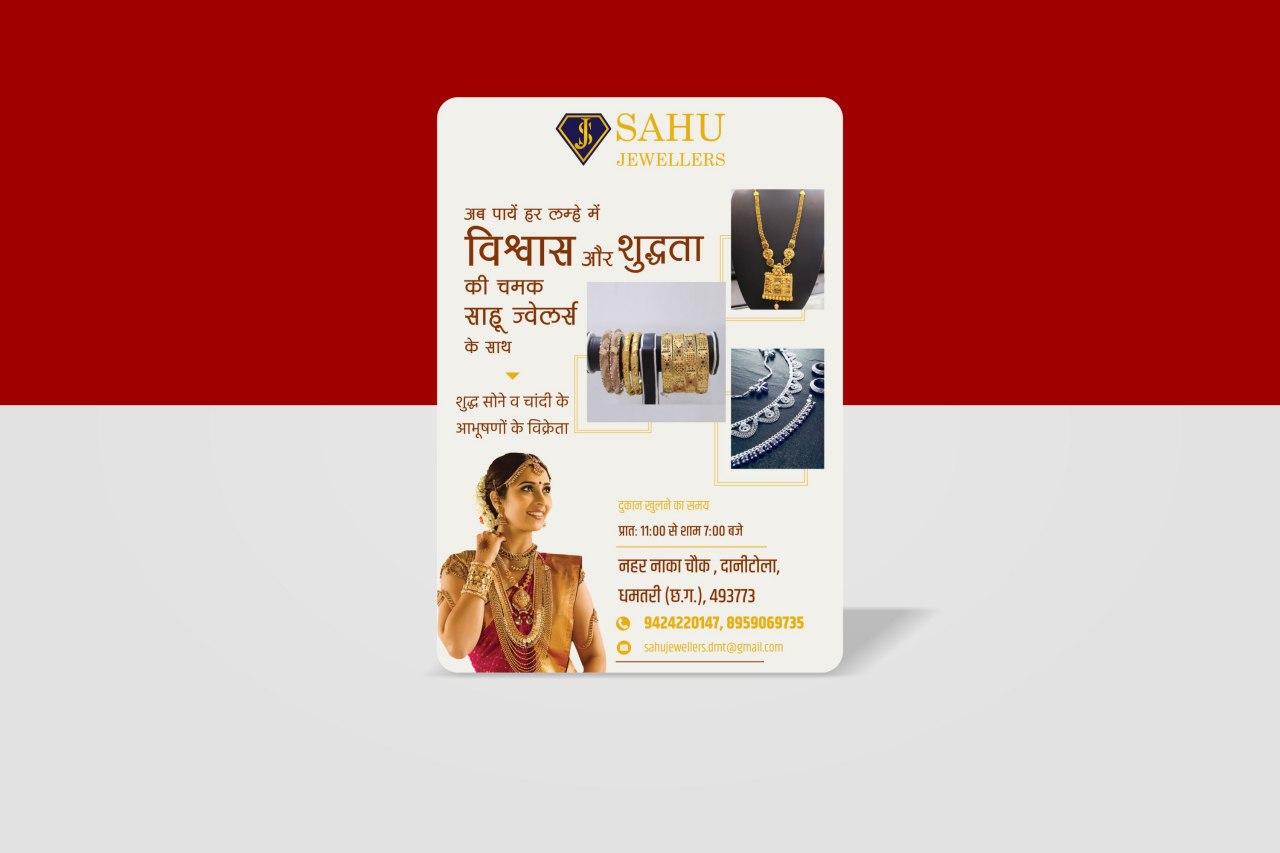 SAHU
JEWELLERS
अब पायें हर लम्हे में
विश्वास और शुद्धता
की चमक
साहू ज्वेलर्स
के साथ
शुद्ध सोने व चांदी के
आभूषणों के विक्रेता
दुकान खुलने का समय
प्रात: 11:00 से शाम 7:00 बजे
नहर नाका चौक , दानीटोला,
धमतरी (छ.ग.), 493773
9424220147, 8959069735
sahujewellers.dmt@gmail.com